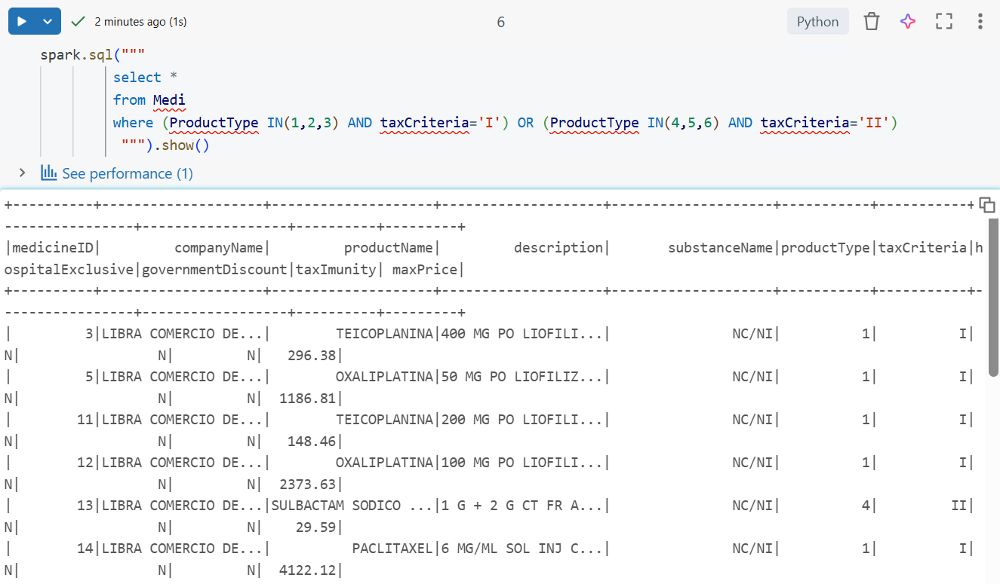 2 minutes ago (1s)
6
Python
spark.sql("""
select *
from Medi
where (ProductType IN(1,2,3) AND taxCriteria='I') OR (ProductType IN(4,5,6) AND taxCriteria='II')
""").show()
See performance (1)
+----------+--------------------+--------------------+--------------------+--------------------+-----------+-----------+
----------------+------------------+----------+---------+
|medicineID|         companyName|         productName|         description|       substanceName|productType|taxCriteria|h
ospitalExclusive|governmentDiscount|taxImunity| maxPrice|
+----------+--------------------+--------------------+--------------------+--------------------+-----------+-----------+-
----------------+------------------+----------+---------+
|         3|LIBRA COMERCIO DE...|        TEICOPLANINA|400 MG PO LIOFILI...|               NC/NI|          1|          I|
N|                 N|         N|   296.38|
|         5|LIBRA COMERCIO DE...|        OXALIPLATINA|50 MG PO LIOFILIZ...|               NC/NI|          1|          I|
N|                 N|         N|  1186.81|
|        11|LIBRA COMERCIO DE...|        TEICOPLANINA|200 MG PO LIOFILI...|               NC/NI|          1|          I|
N|                 N|         N|   148.46|
|        12|LIBRA COMERCIO DE...|        OXALIPLATINA|100 MG PO LIOFILI...|               NC/NI|          1|          I|
N|                 N|         N|  2373.63|
|        13|LIBRA COMERCIO DE...|SULBACTAM SODICO ...|1 G + 2 G CT FR A...|               NC/NI|          4|         II|
N|                 N|         N|    29.59|
|        14|LIBRA COMERCIO DE...|          PACLITAXEL|6 MG/ML SOL INJ C...|               NC/NI|          1|          I|
N|                 N|         N|  4122.12|